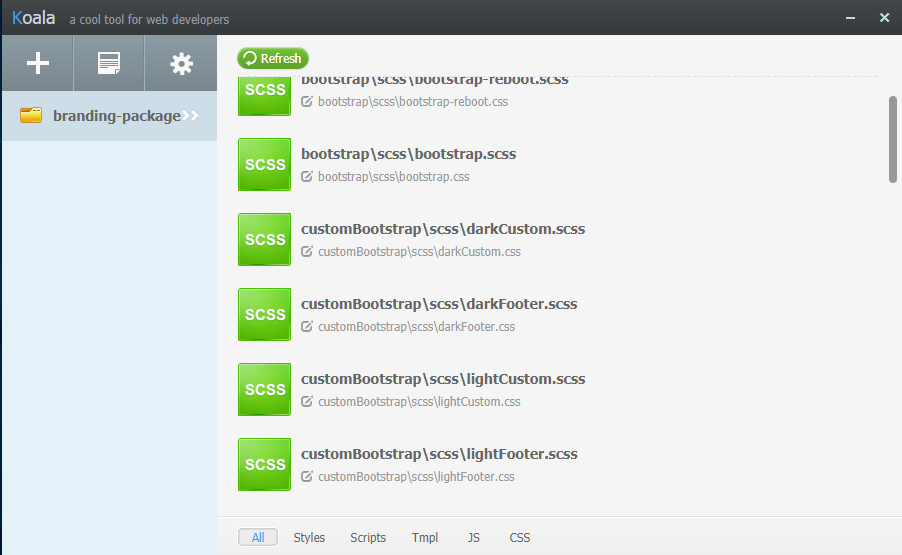 Koala a cool tool for web developers
branding-package
Refresh
SCSS
bootstrap\scss\bootstrap-reboot.scss
bootstrap\scss\bootstrap-reboot.css
SCSS
bootstrap\scss\bootstrap.scss
bootstrap\scss\bootstrap.css
SCSS
customBootstrap\scss\darkCustom.scss
customBootstrap\scss\darkCustom.css
SCSS
customBootstrap\scss\darkFooter.scss
customBootstrap\scss\darkFooter.css
SCSS
customBootstrap\scss\lightCustom.scss
customBootstrap\scss\lightCustom.css
SCSS
customBootstrap\scss\lightFooter.scss
customBootstrap\scss\lightFooter.css
All Styles Scripts Tmpl JS CSS